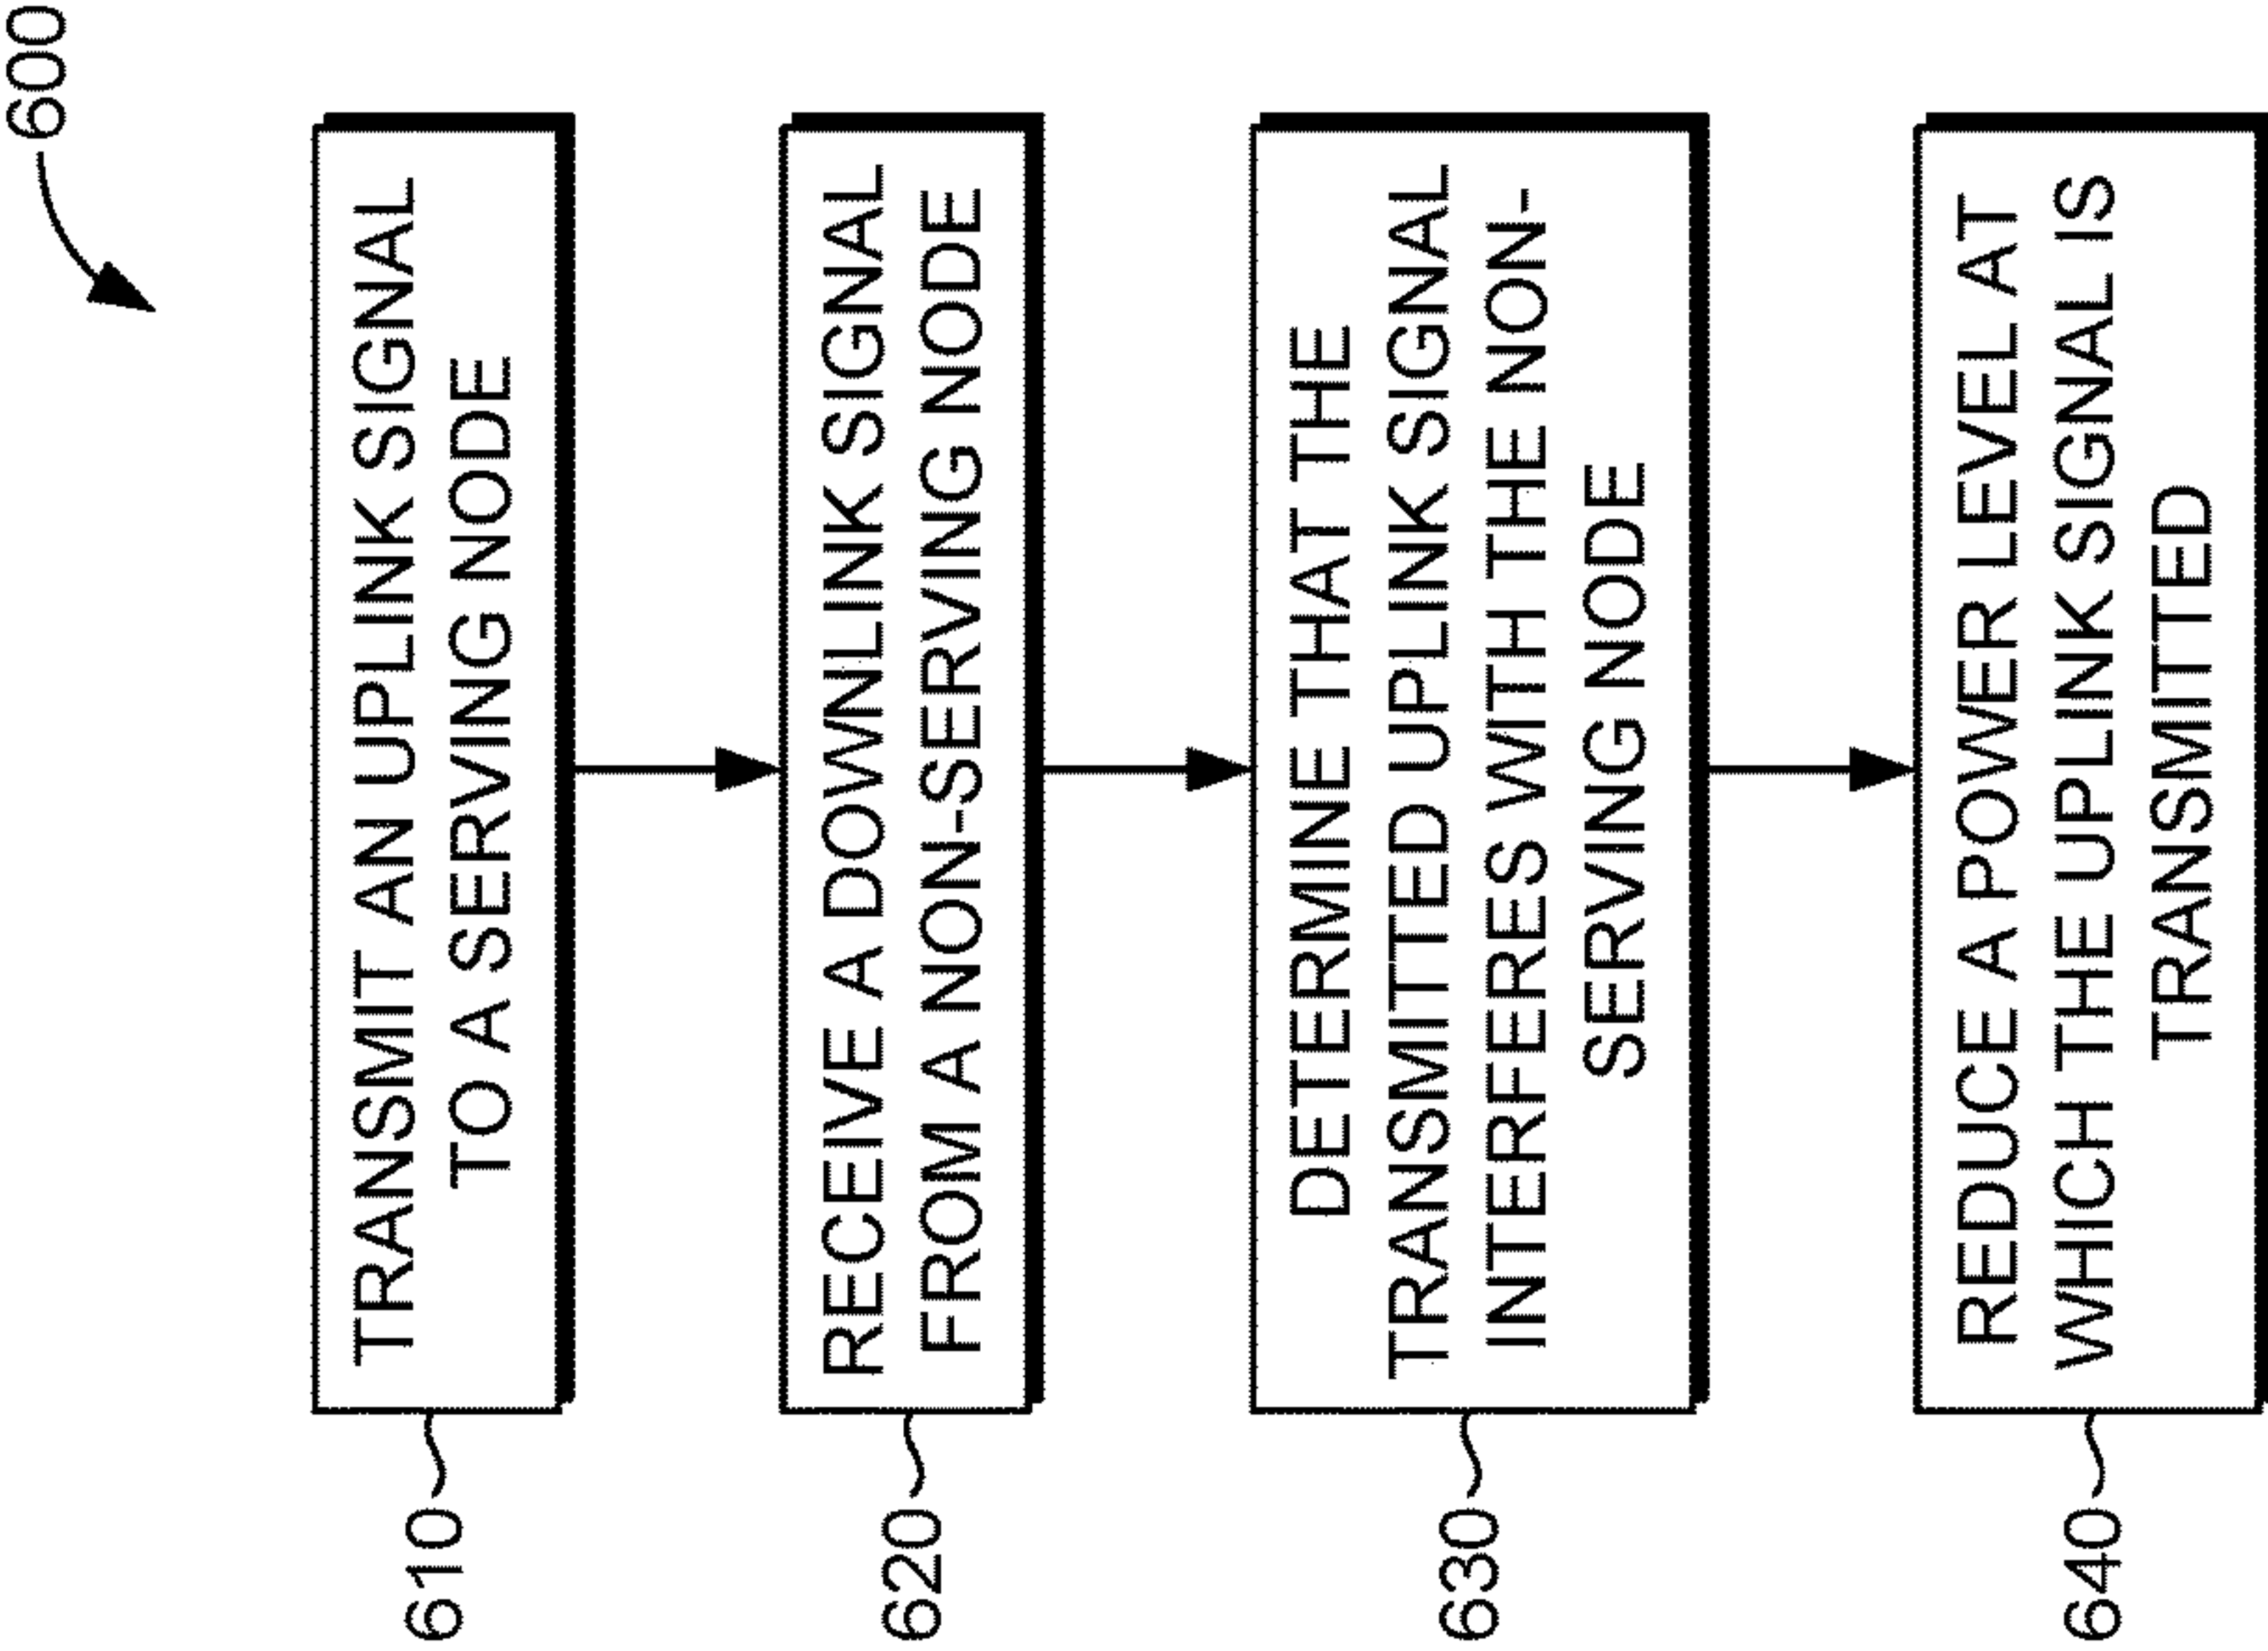 600
610
TRANSMIT AN UPLINK SIGNAL
TO A SERVING NODE
620
RECEIVE A DOWNLINK SIGNAL
FROM A NON-SERVING NODE
630
DETERMINE THAT THE
TRANSMITTED UPLINK SIGNAL
INTERFERES WITH THE NON-
SERVING NODE
640
REDUCE A POWER LEVEL AT
WHICH THE UPLINK SIGNAL IS
TRANSMITTED